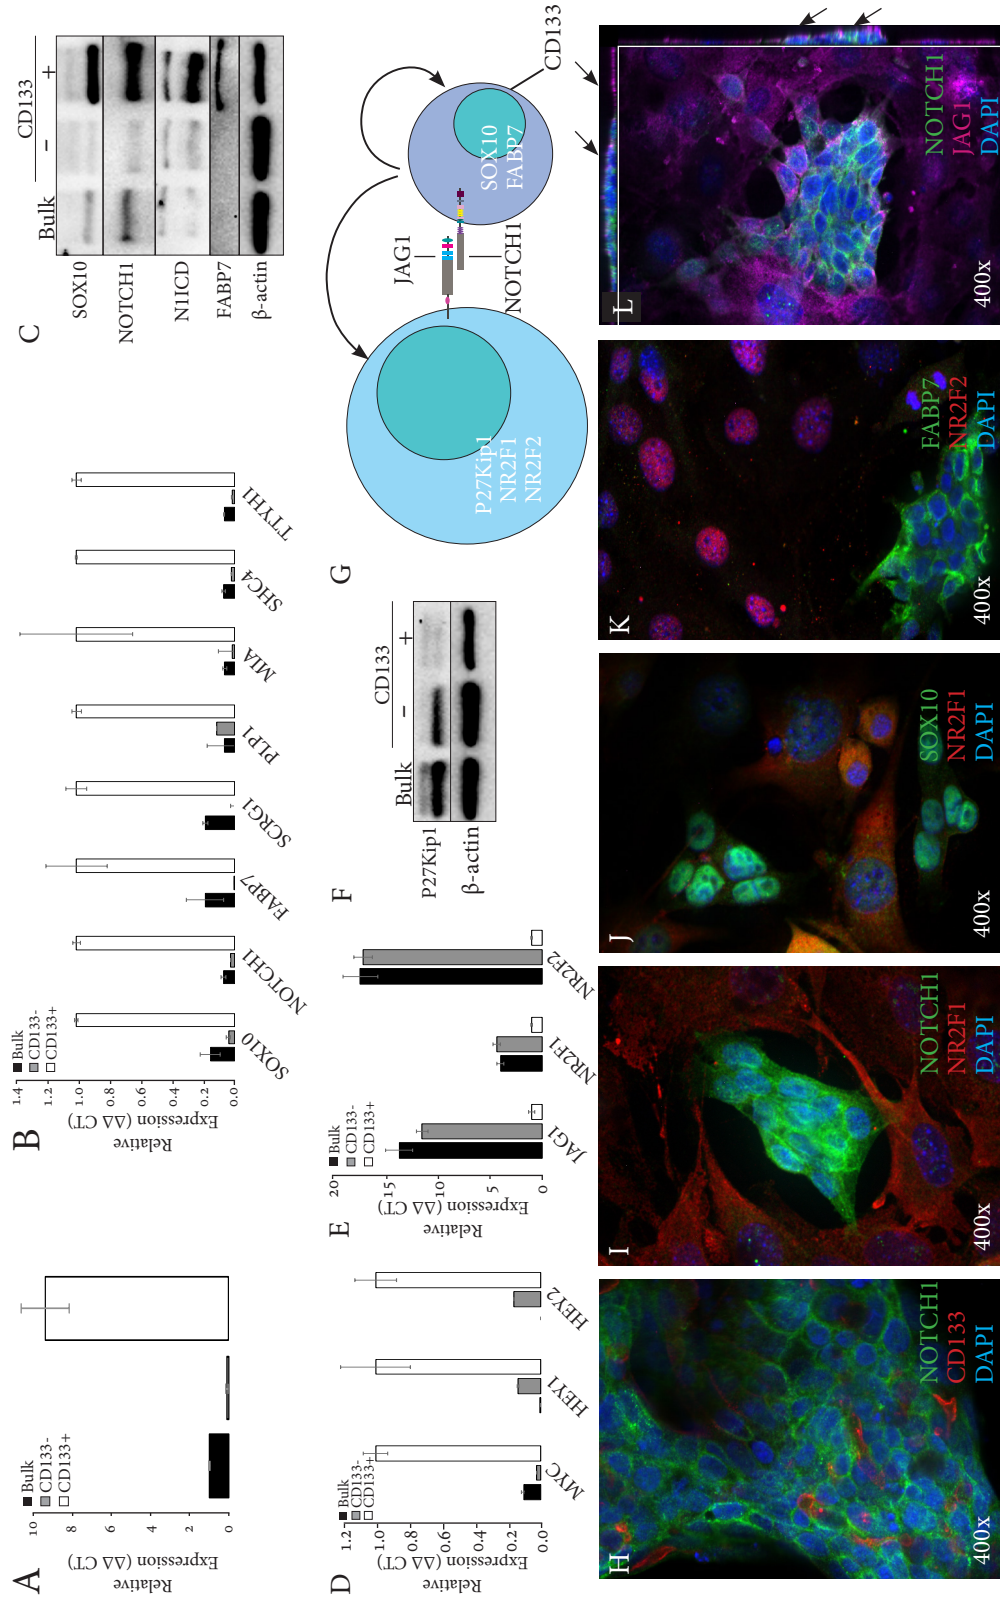 A
Relative
Expression (ΔΔ CT)
10
8
6
4
2
0
Bulk
CD133-
CD133+
B
Relative
Expression (ΔΔ CT)
1.4
1.2
1.0
0.8
0.6
0.4
0.2
0.0
Bulk
CD133-
CD133+
SOX10
NOTCH1
FABP7
SCRG1
PLP1
MIA
SHC4
TTYH1
C
CD133
Bulk
-
+
SOX10
NOTCH1
N1ICD
FABP7
β-actin
D
Relative
Expression (ΔΔ CT)
1.2
1.0
0.8
0.6
0.4
0.2
0.0
Bulk
CD133-
CD133+
MYC
HEY1
HEY2
E
Relative
Expression (ΔΔ CT)
20
15
10
5
0
Bulk
CD133-
CD133+
JAG1
NR2F1
NR2F2
F
CD133
Bulk
-
+
P27Kip1
β-actin
G
P27Kip1
NR2F1
NR2F2
JAG1
NOTCH1
SOX10
FABP7
CD133
H
NOTCH1
CD133
DAPI
400x
I
NOTCH1
NR2F1
DAPI
400x
J
SOX10
NR2F1
DAPI
400x
K
FABP7
NR2F2
DAPI
400x
L
NOTCH1
JAG1
DAPI
400x